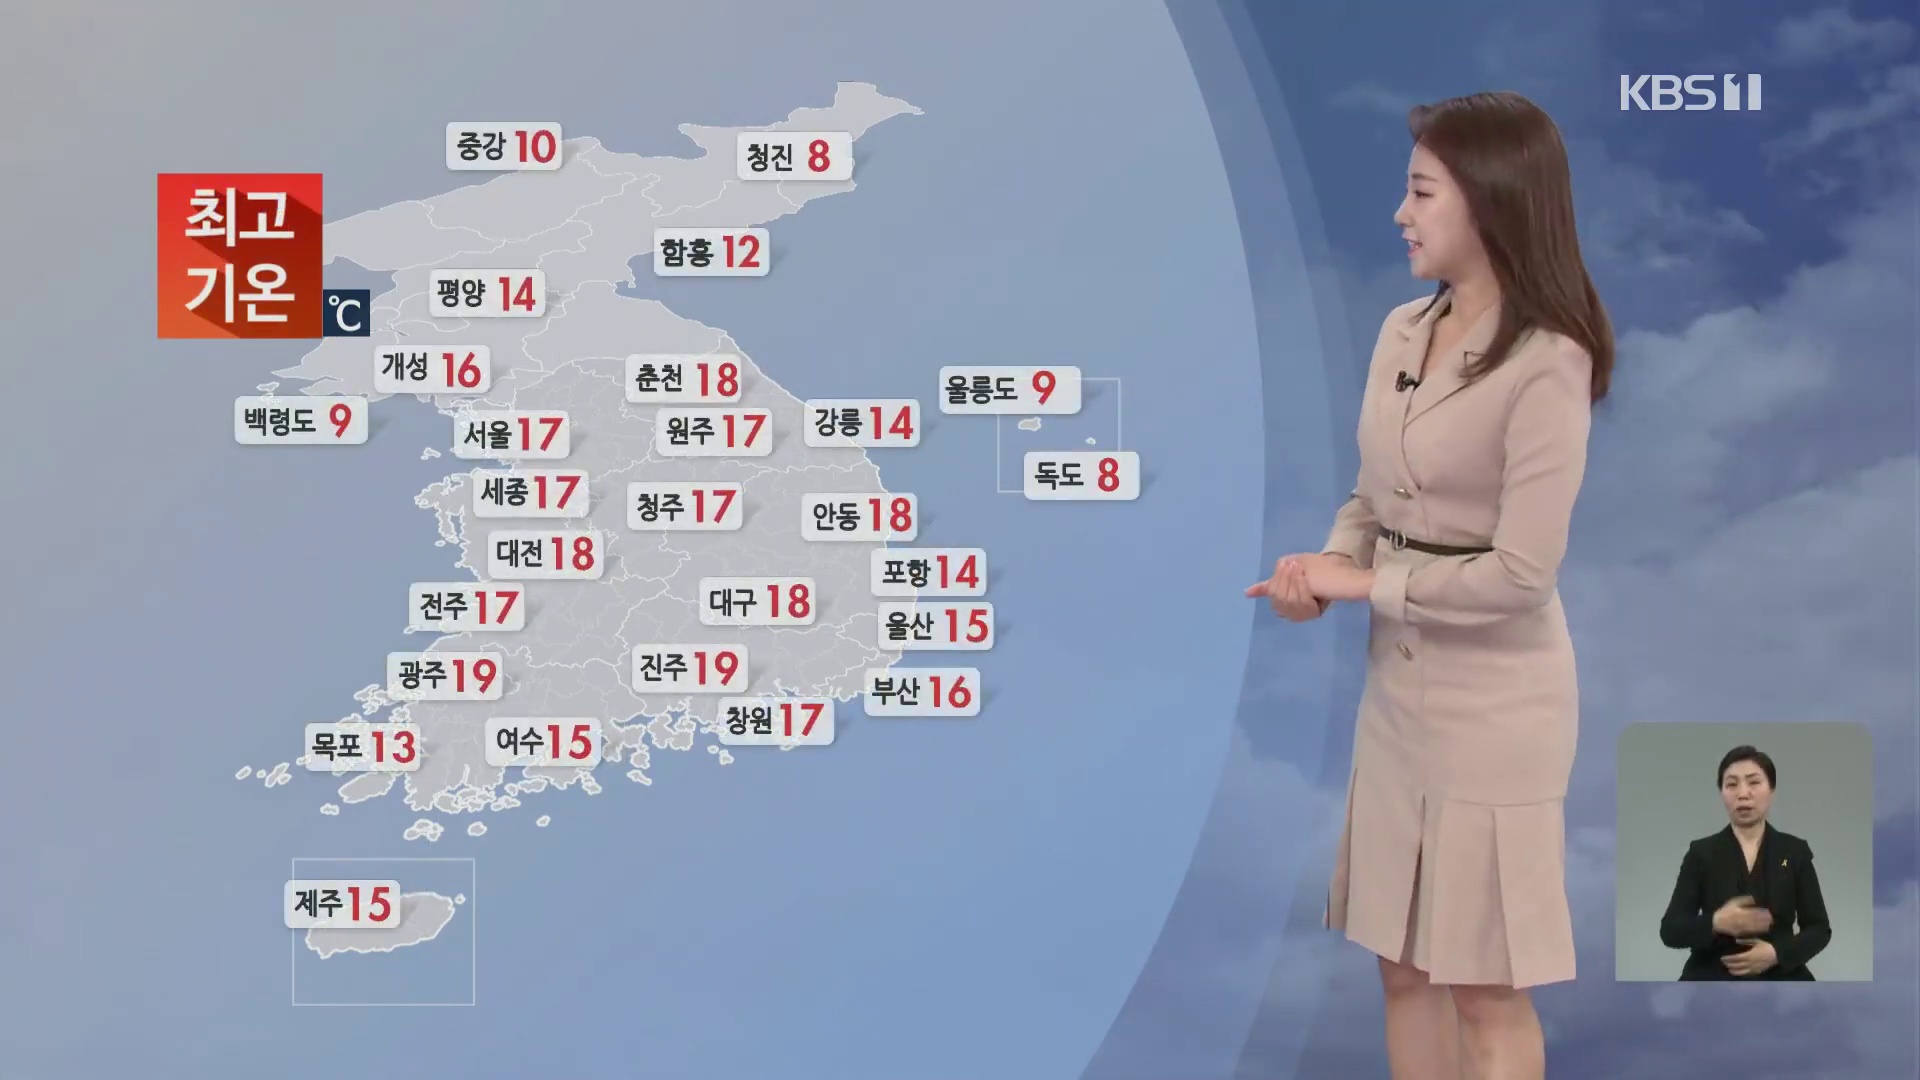 KBS 1
최고
기온
℃
중강 10
청진 8
함흥 12
평양 14
개성 16
춘천 18
백령도 9
서울 17
원주 17
강릉 14
울릉도 9
독도 8
세종 17
청주 17
안동 18
대전 18
포항 14
전주 17
대구 18
울산 15
광주 19
진주 19
부산 16
창원 17
목포 13
여수 15
제주 15